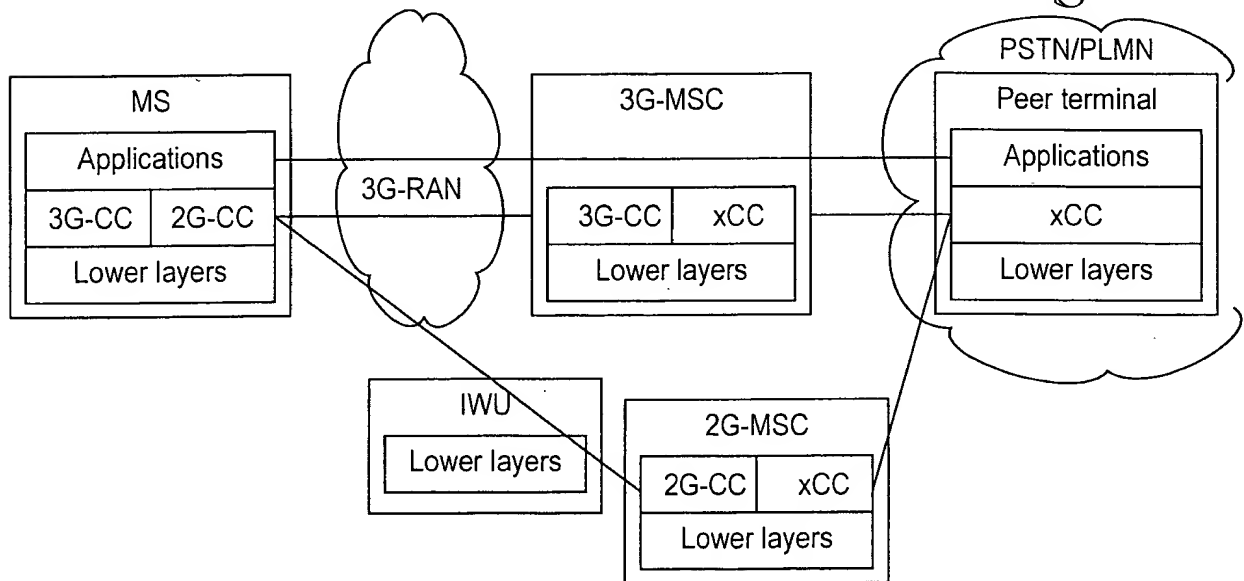 PSTN/PLMN
MS
3G-MSC
Peer terminal
Applications
Applications
3G-RAN
3G-CC
2G-CC
3G-CC
xCC
xCC
Lower layers
Lower layers
Lower layers
IWU
2G-MSC
Lower layers
2G-CC
xCC
Lower layers